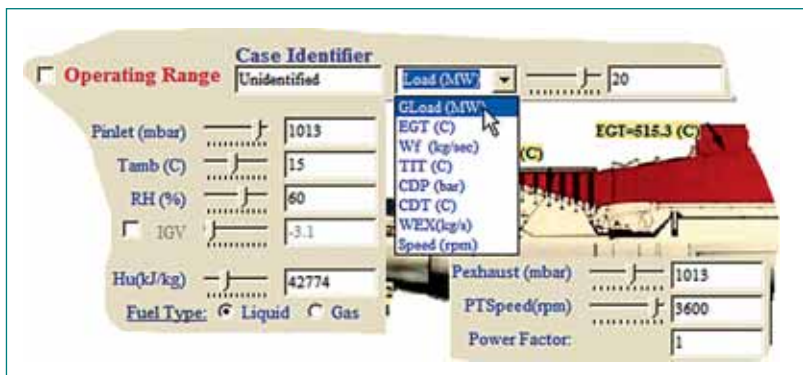 Case Identifier
Operating Range
Unidentified
Load (MW)
20
GLoad (MW)
EGT (C)
Wf (kg/sec)
TIT (C)
CDP (bar)
CDT (C)
WEX(kg/s)
Speed (rpm)
Pinlet (mbar)
1013
Tamb (C)
15
RH (%)
60
IGV
-3.1
Hu(kJ/kg)
42774
Fuel Type:
Liquid
Gas
(C)
EGT=515.3 (C)
Pexhaust (mbar)
1013
PTSpeed(rpm)
3600
Power Factor:
1